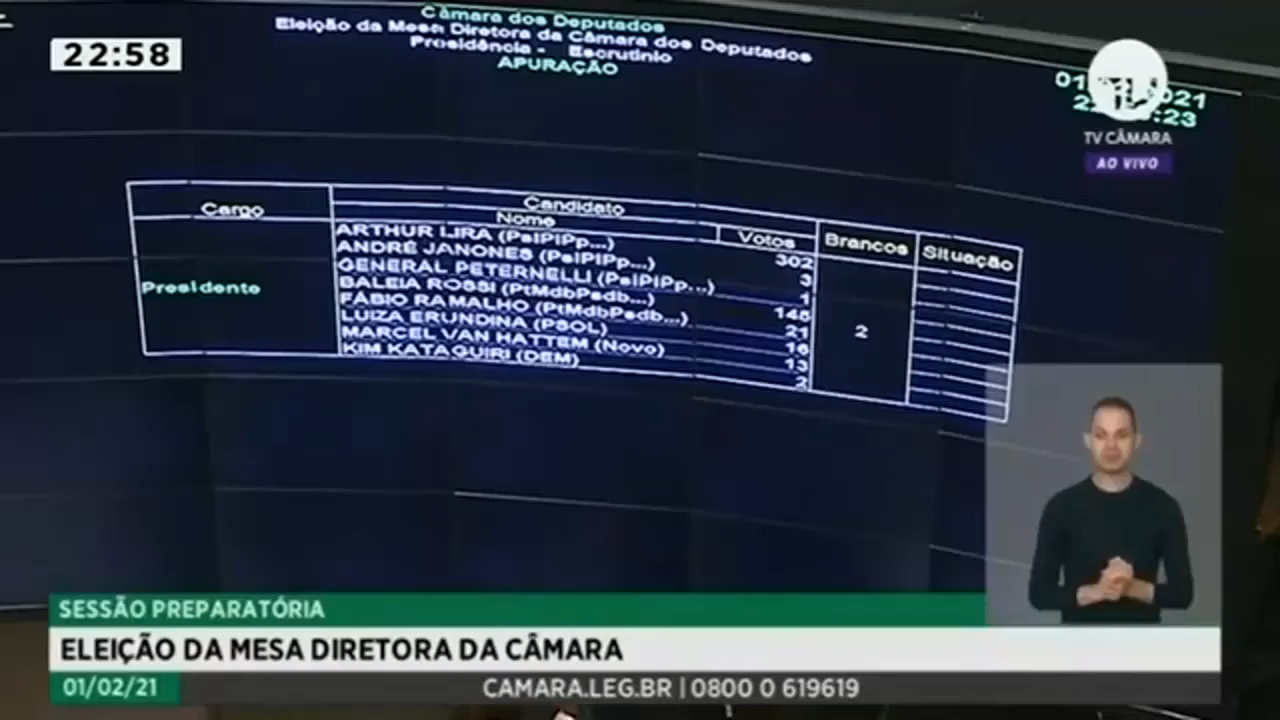 22:58
Câmara dos Deputados
Eleição da Mesa Diretora da Câmara dos Deputados
Presidência - Escrutínio
APURAÇÃO
TV CÂMARA
AO VIVO
Cargo
Candidato
Nome
Votos
Brancos
Situação
Presidente
ARTHUR LIRA (PslPlPp...) 302
ANDRÉ JANONES (PslPlPp...) 3
GENERAL PETERNELLI (PslPlPp...) 1
BALEIA ROSSI (PtMdbPsdb...) 145
FÁBIO RAMALHO (PtMdbPsdb...) 21
LUIZA ERUNDINA (PSOL) 16
MARCEL VAN HATTEM (Novo) 13
KIM KATAGUIRI (DEM) 2
2
SESSÃO PREPARATÓRIA
ELEIÇÃO DA MESA DIRETORA DA CÂMARA
01/02/21
CAMARA.LEG.BR | 0800 0 619619